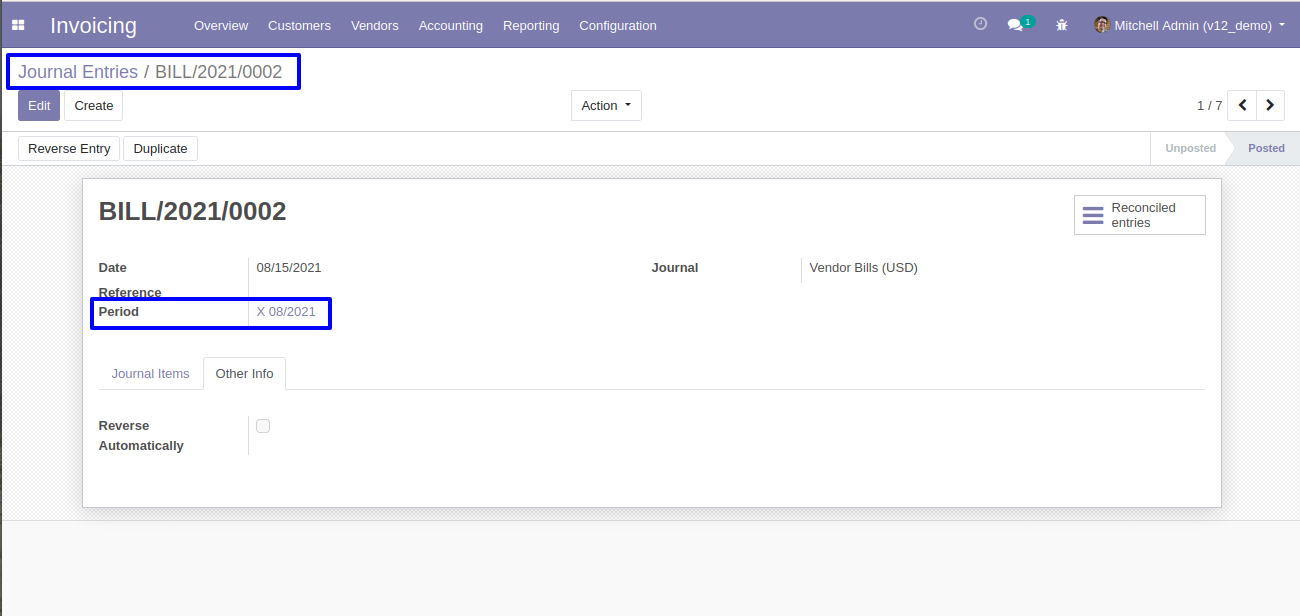 Invoicing Overview Customers Vendors Accounting Reporting Configuration 1 Mitchell Admin (v12_demo)
Journal Entries / BILL/2021/0002
Edit Create Action 1 / 7
Reverse Entry Duplicate Unposted Posted
BILL/2021/0002
Reconciled
entries
Date 08/15/2021 Journal Vendor Bills (USD)
Reference
Period X 08/2021
Journal Items Other Info
Reverse
Automatically